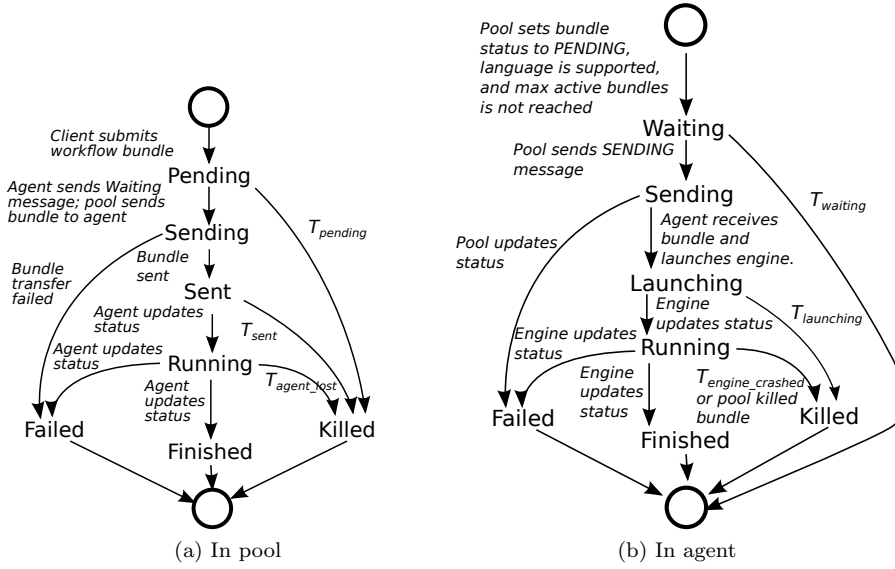 Client submits
workflow bundle
Pending
Agent sends Waiting
message; pool sends
bundle to agent
T_pending
Sending
Bundle
transfer
failed
Bundle
sent
Sent
Agent updates
status
T_sent
Agent updates
status
Running
Agent
updates
status
T_agent_lost
Failed
Killed
Finished
(a) In pool
Pool sets bundle
status to PENDING,
language is supported,
and max active bundles
is not reached
Waiting
Pool sends SENDING
message
T_waiting
Sending
Pool updates
status
Agent receives
bundle and
launches engine.
Launching
Engine
updates status
T_launching
Engine updates
status
Running
Engine
updates
status
T_engine_crashed
or pool killed
bundle
Failed
Killed
Finished
(b) In agent